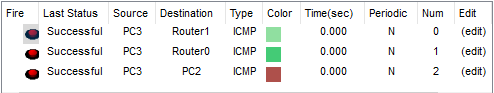 Fire Last Status Source Destination Type Color Time(sec) Periodic Num Edit
Successful PC3 Router1 ICMP 0.000 N 0 (edit)
Successful PC3 Router0 ICMP 0.000 N 1 (edit)
Successful PC3 PC2 ICMP 0.000 N 2 (edit)